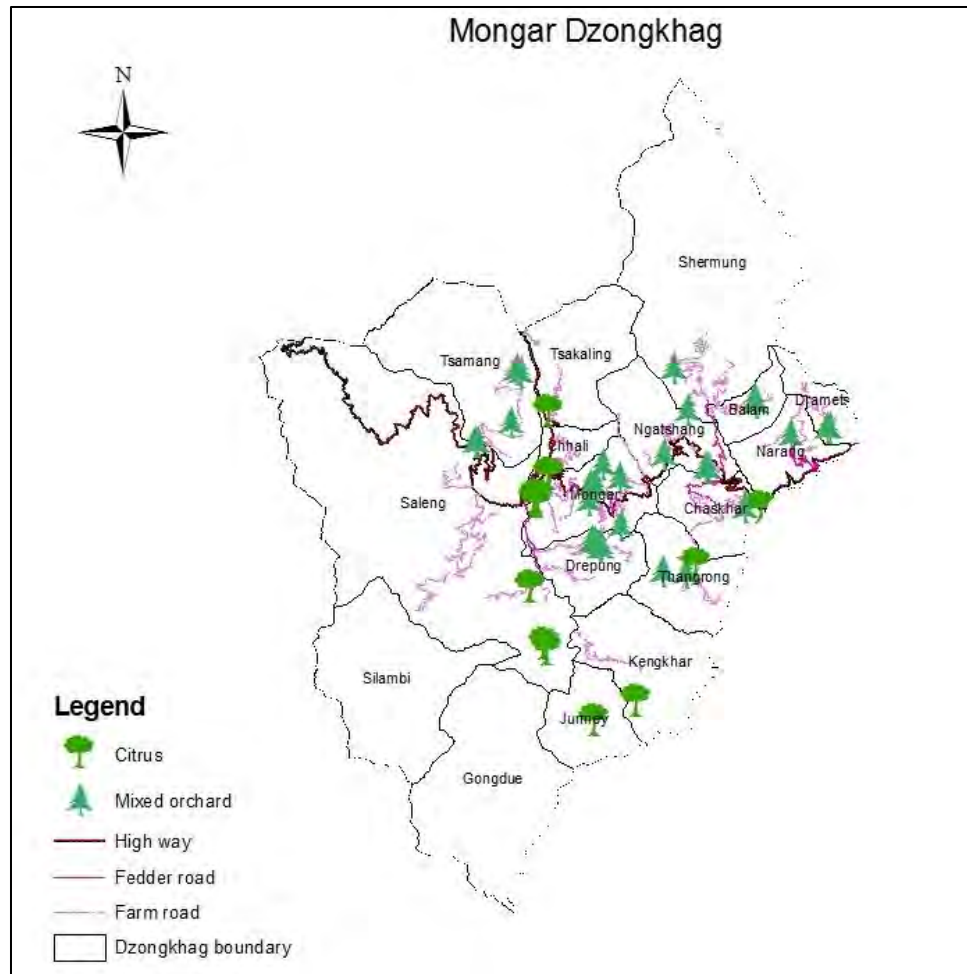 Mongar Dzongkhag
N
Shermung
Tsamang
Tsakaling
Balam
Dramets
Ngatshang
Chhali
Narang
Saleng
Mongar
Chaskhar
Drepung
Thangrong
Kengkhar
Silambi
Jurmey
Gongdue
Legend
Citrus
Mixed orchard
High way
Fedder road
Farm road
Dzongkhag boundary